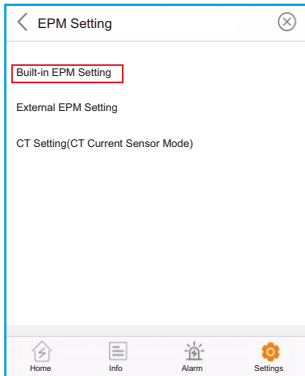 EPM Setting
Built-in EPM Setting
External EPM Setting
CT Setting(CT Current Sensor Mode)
Home Info Alarm Settings